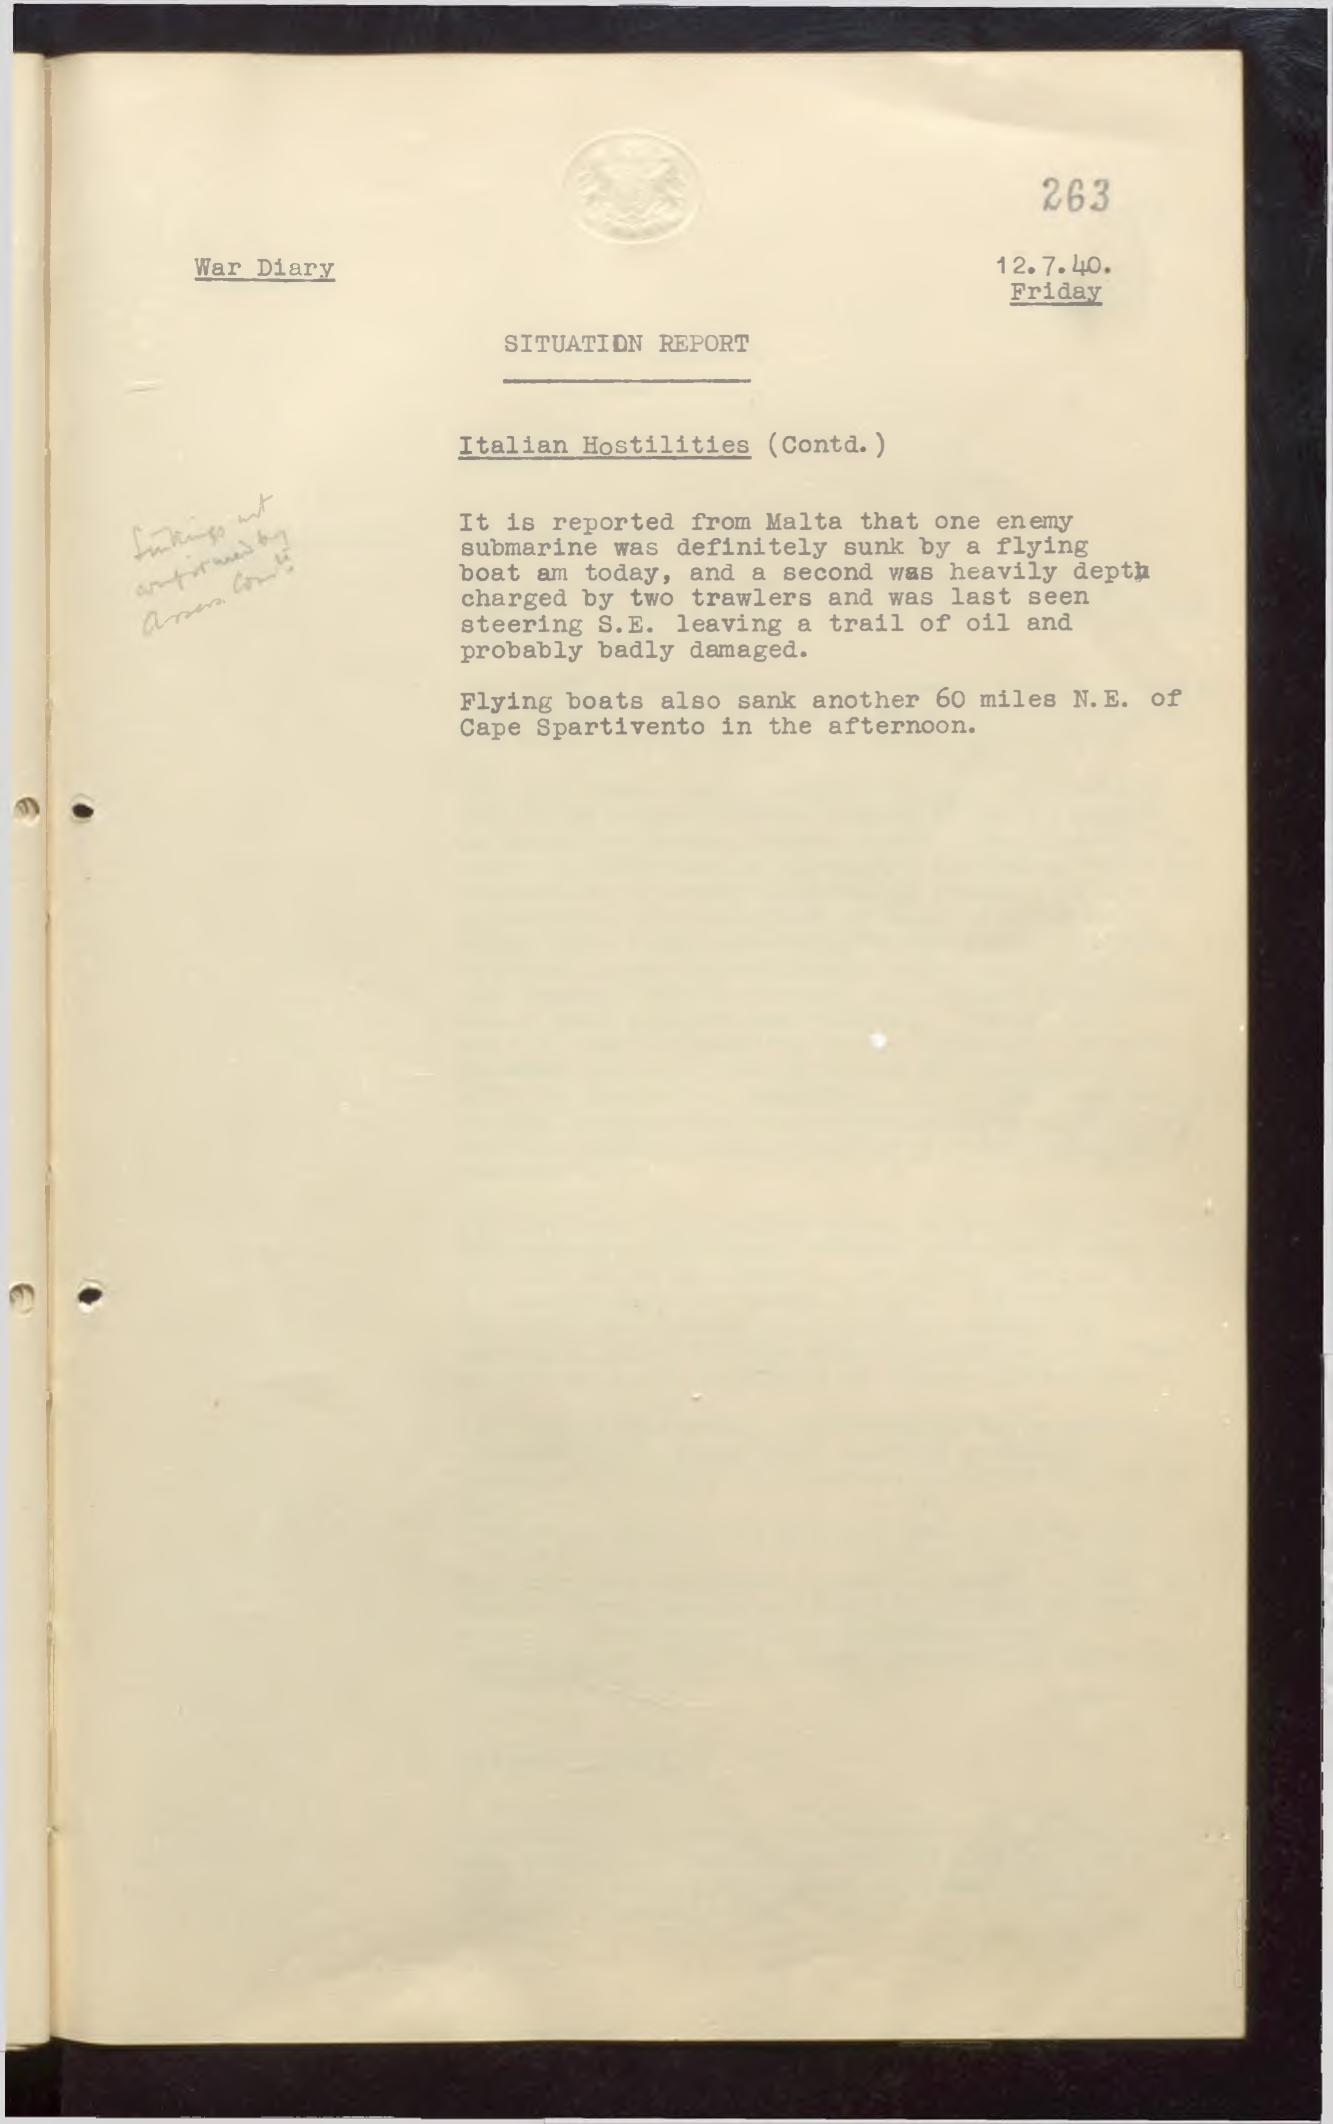 263
War Diary
12.7.40.
Friday
SITUATION REPORT
Italian Hostilities (Contd.)
Sinkings not
confirmed by
Assess. Comtee.
It is reported from Malta that one enemy
submarine was definitely sunk by a flying
boat am today, and a second was heavily depth
charged by two trawlers and was last seen
steering S.E. leaving a trail of oil and
probably badly damaged.
Flying boats also sank another 60 miles N.E. of
Cape Spartivento in the afternoon.